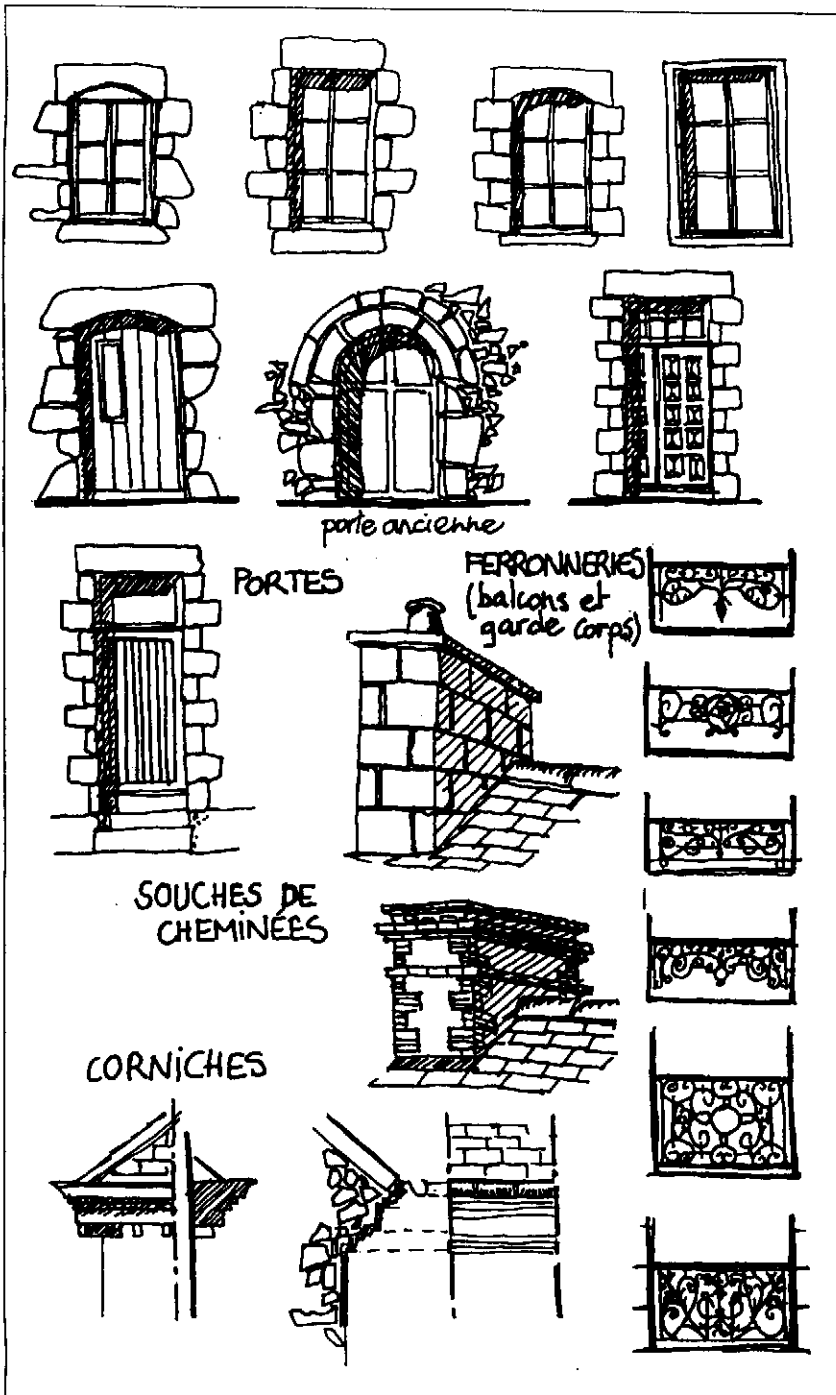 porte ancienne
PORTES
FERRONNERIES
(balcons et
garde corps)
SOUCHES DE
CHEMINÉES
CORNICHES